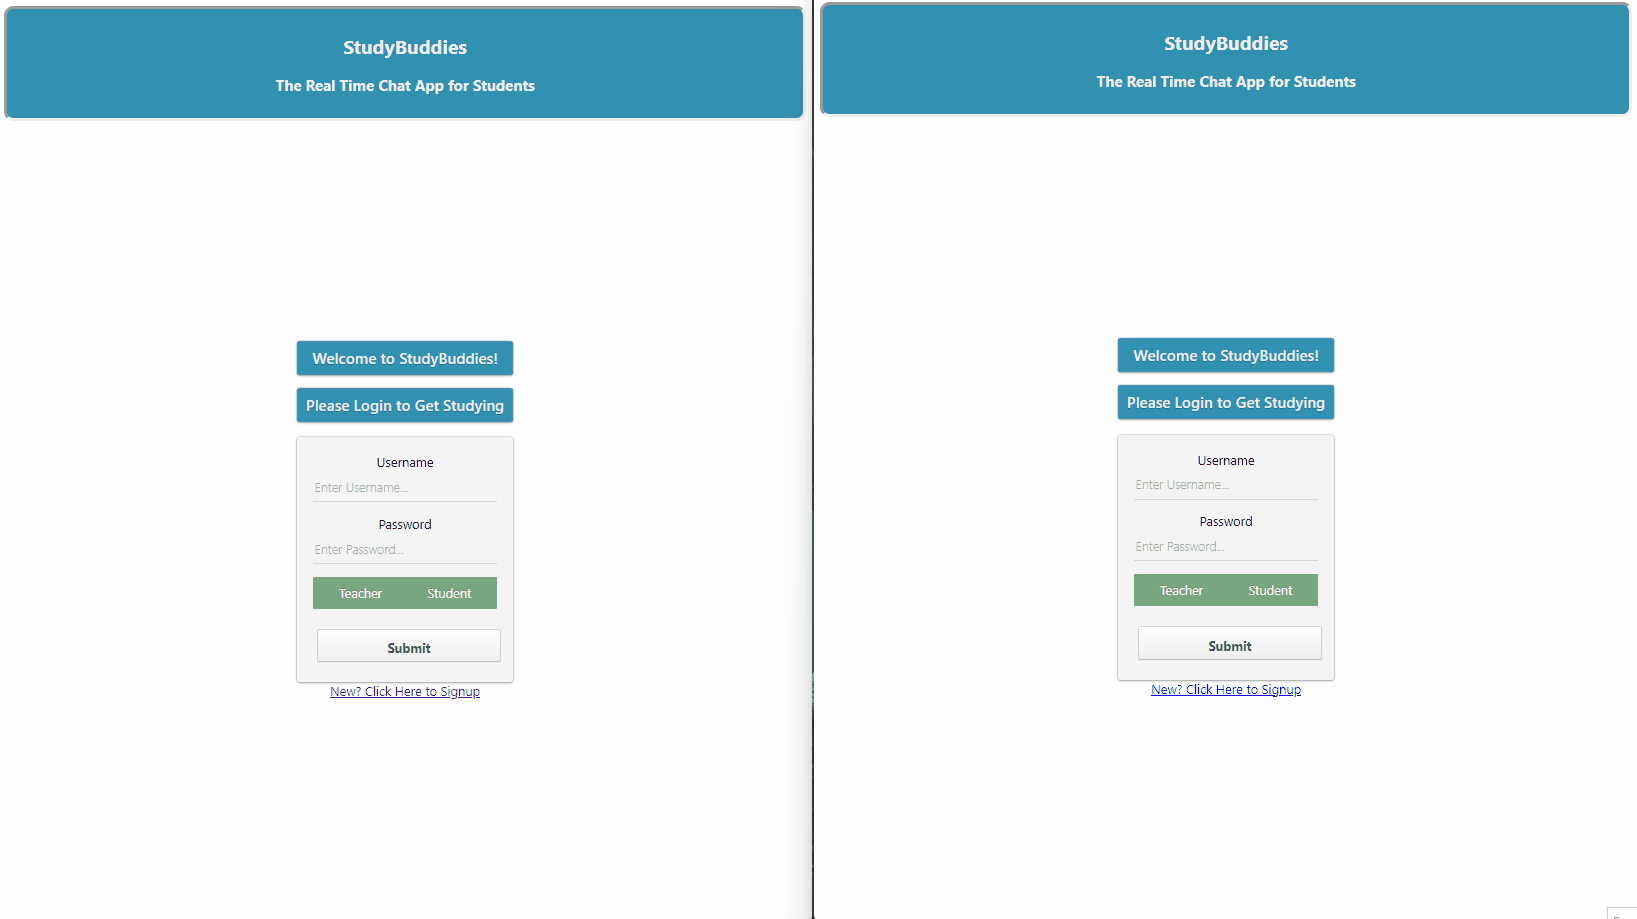 StudyBuddies
The Real Time Chat App for Students
Welcome to StudyBuddies!
Please Login to Get Studying
Username
Enter Username...
Password
Enter Password...
Teacher Student
Submit
New? Click Here to Signup
StudyBuddies
The Real Time Chat App for Students
Welcome to StudyBuddies!
Please Login to Get Studying
Username
Enter Username...
Password
Enter Password...
Teacher Student
Submit
New? Click Here to Signup